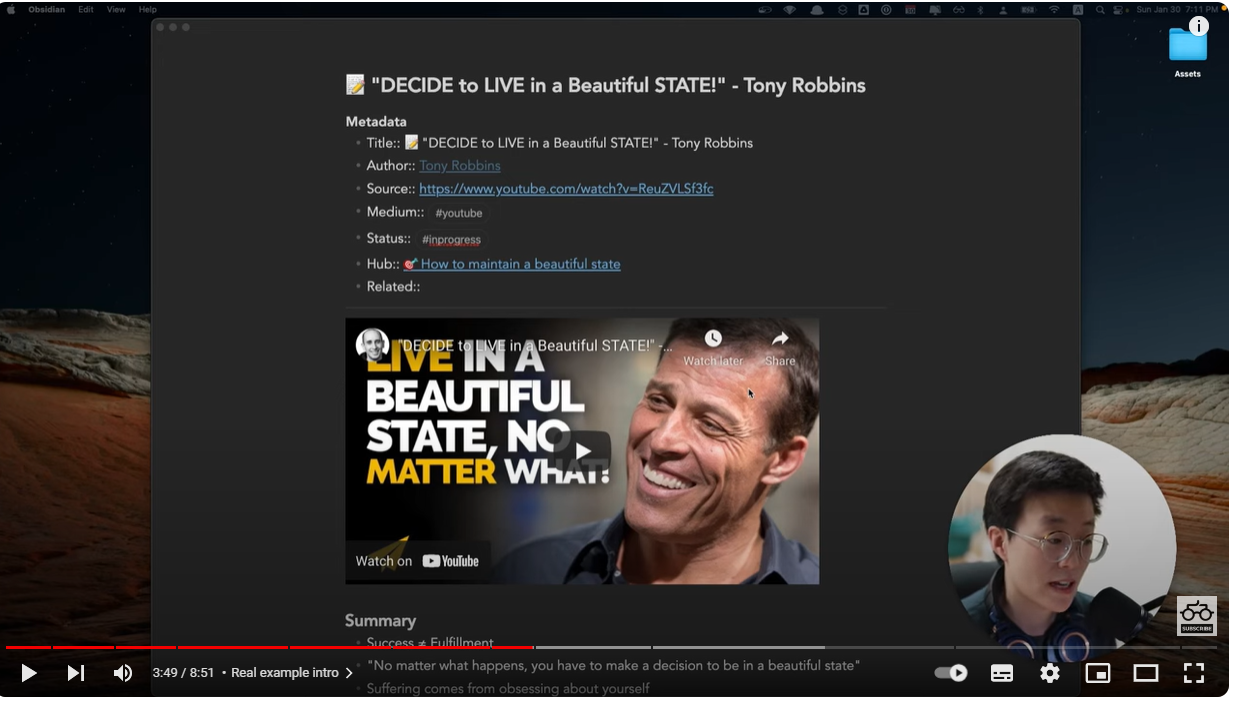 Obsidian Edit View Help
Sun Jan 30 7:11 PM
Assets
📝 "DECIDE to LIVE in a Beautiful STATE!" - Tony Robbins
Metadata
• Title:: 📝 "DECIDE to LIVE in a Beautiful STATE!" - Tony Robbins
• Author:: Tony Robbins
• Source:: https://www.youtube.com/watch?v=ReuZVLSf3fc
• Medium:: #youtube
• Status:: #inprogress
• Hub:: 🎯 How to maintain a beautiful state
• Related::
"DECIDE to LIVE in a Beautiful STATE!" -...
Watch later
Share
LIVE IN A
BEAUTIFUL
STATE, NO
MATTER WHAT!
Watch on YouTube
Summary
• Success ≠ Fulfillment
• "No matter what happens, you have to make a decision to be in a beautiful state"
• Suffering comes from obsessing about yourself
SUBSCRIBE
3:49 / 8:51 • Real example intro >